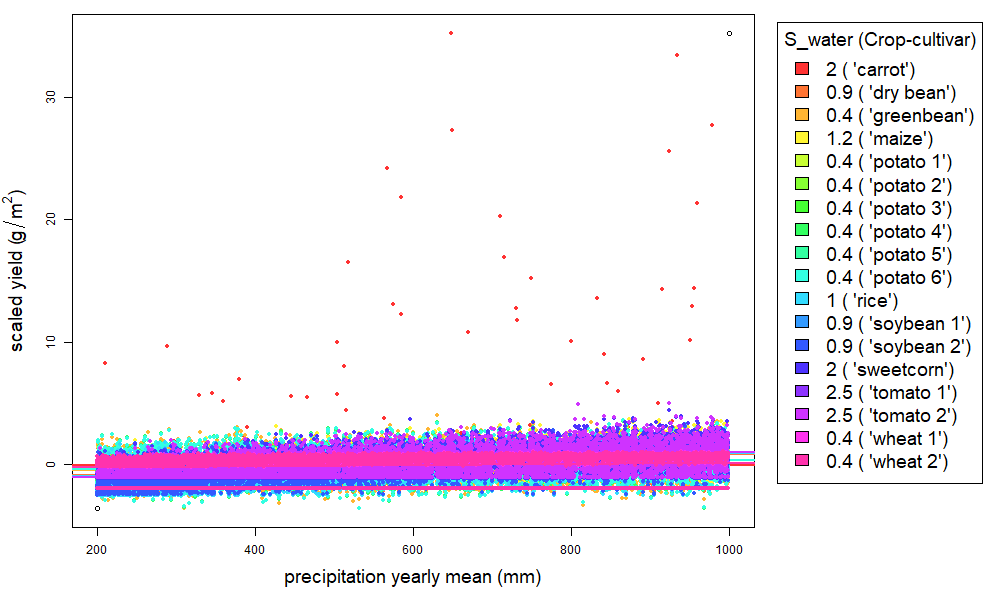 scaled yield (g/m²)
30
20
10
0
200 400 600 800 1000
precipitation yearly mean (mm)
S_water (Crop-cultivar)
2 ( 'carrot')
0.9 ( 'dry bean')
0.4 ( 'greenbean')
1.2 ( 'maize')
0.4 ( 'potato 1')
0.4 ( 'potato 2')
0.4 ( 'potato 3')
0.4 ( 'potato 4')
0.4 ( 'potato 5')
0.4 ( 'potato 6')
1 ( 'rice')
0.9 ( 'soybean 1')
0.9 ( 'soybean 2')
2 ( 'sweetcorn')
2.5 ( 'tomato 1')
2.5 ( 'tomato 2')
0.4 ( 'wheat 1')
0.4 ( 'wheat 2')